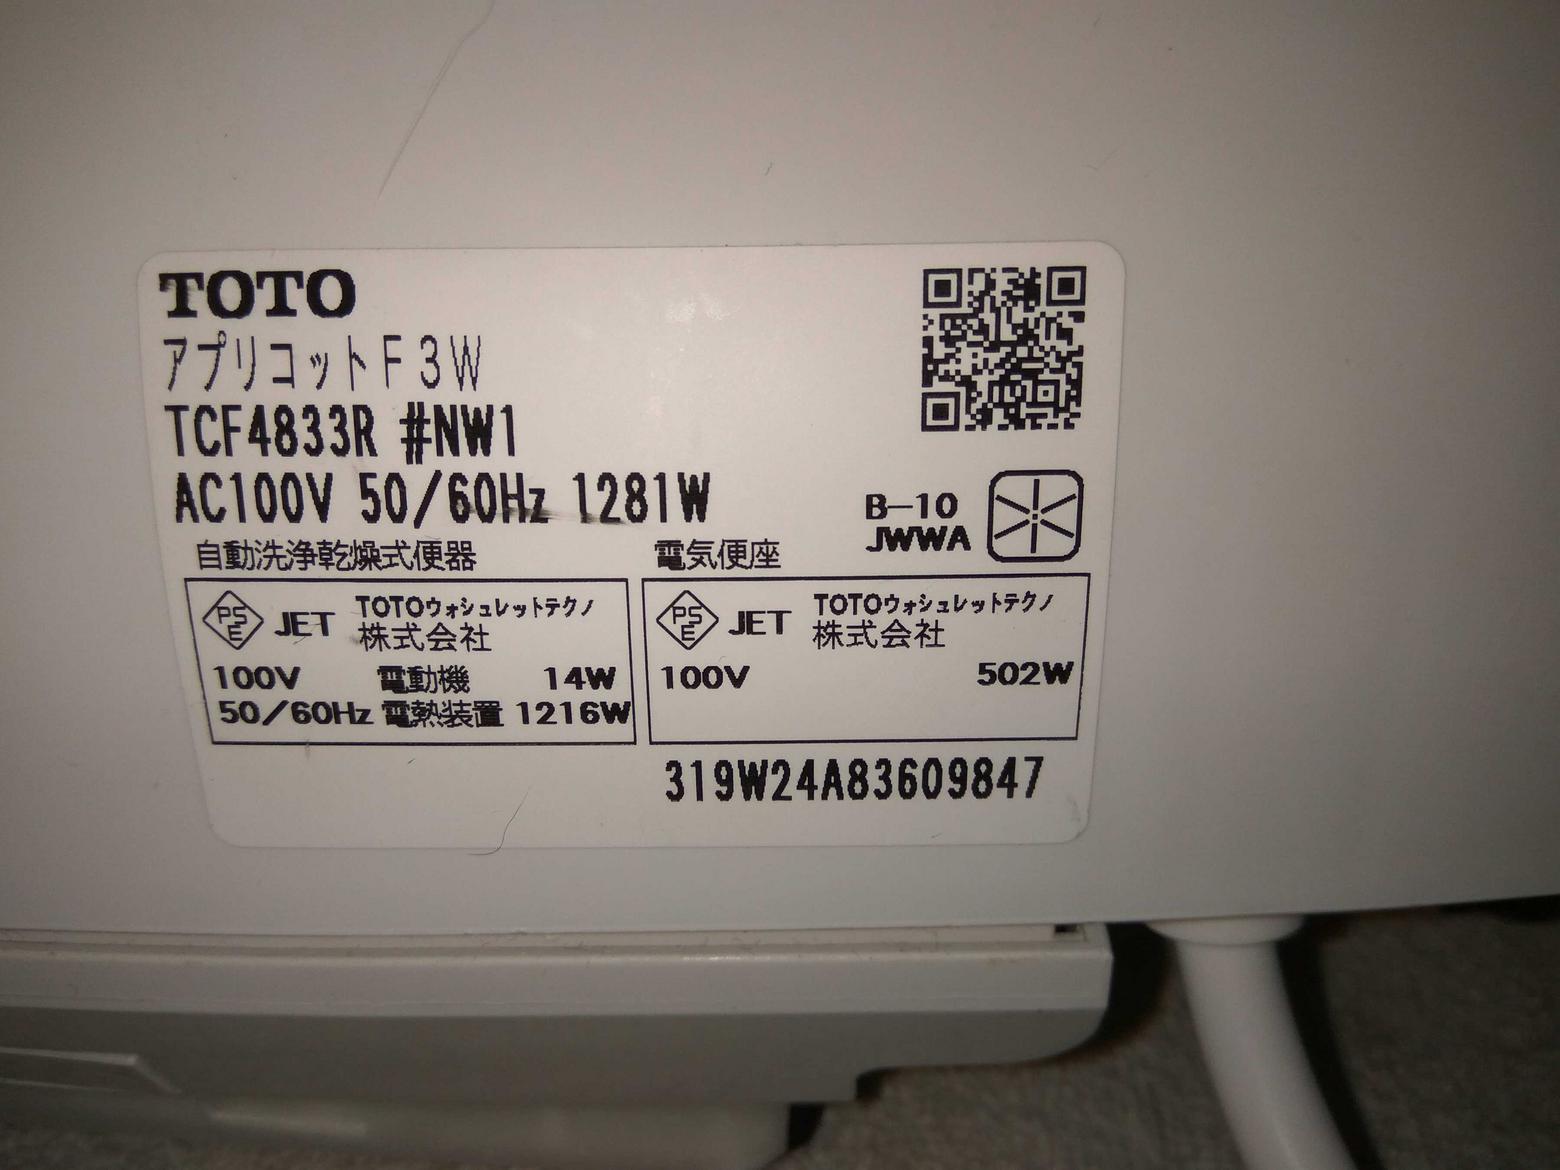 TOTO
アプリコットF3W
TCF4833R #NW1
AC100V 50/60Hz 1281W
B-10
JWWA
自動洗浄乾燥式便器
電気便座
PSE JET TOTOウォシュレットテクノ
株式会社
100V 電動機 14W
50/60Hz 電熱装置 1216W
PSE JET TOTOウォシュレットテクノ
株式会社
100V 502W
319W24A83609847